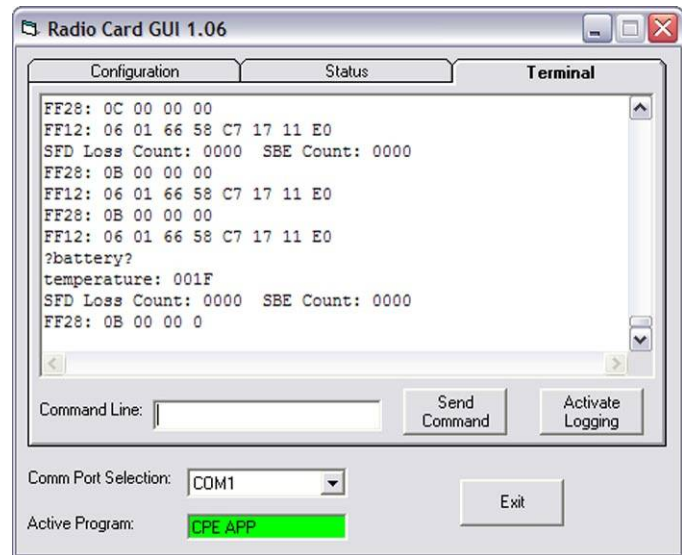 Radio Card GUI 1.06
Configuration Status Terminal
FF28: 0C 00 00 00
FF12: 06 01 66 58 C7 17 11 E0
SFD Loss Count: 0000 SBE Count: 0000
FF28: 0B 00 00 00
FF12: 06 01 66 58 C7 17 11 E0
FF28: 0B 00 00 00
FF12: 06 01 66 58 C7 17 11 E0
?battery?
temperature: 001F
SFD Loss Count: 0000 SBE Count: 0000
FF28: 0B 00 00 0
Command Line:
Send
Command
Activate
Logging
Comm Port Selection: COM1
Exit
Active Program: CPE APP